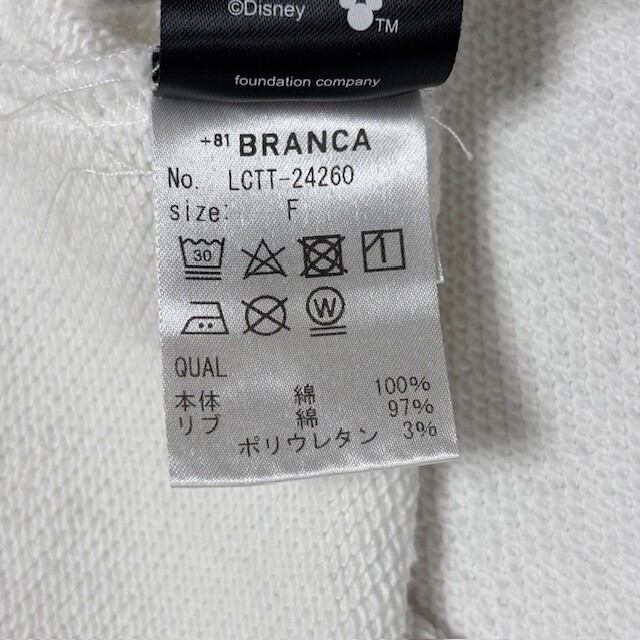 ©Disney
TM
foundation company
+81 BRANCA
No. LCTT-24260
size: F
30
W
QUAL
本体 綿 100%
リブ 綿 97%
ポリウレタン 3%